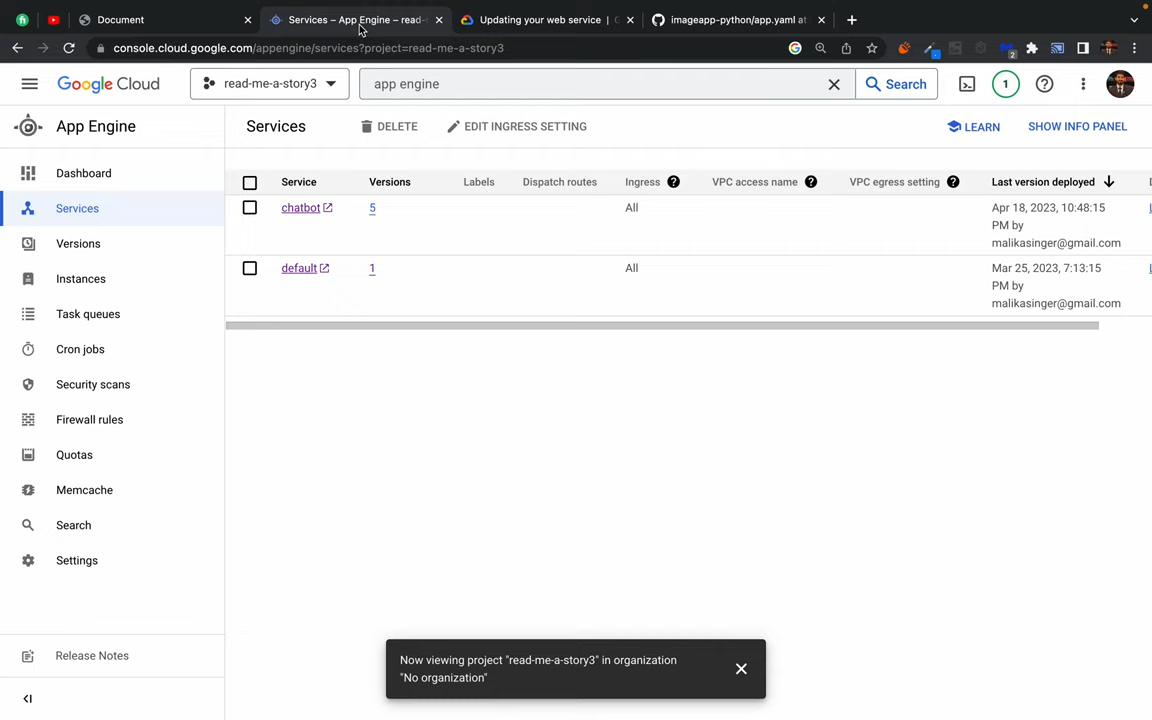 Document
Services – App Engine – read-
Updating your web service | G
imageapp-python/app.yaml at
console.cloud.google.com/appengine/services?project=read-me-a-story3
2
Google Cloud
read-me-a-story3
app engine
Search
1
App Engine
Services
DELETE
EDIT INGRESS SETTING
LEARN
SHOW INFO PANEL
Dashboard
Services
Versions
Instances
Task queues
Cron jobs
Security scans
Firewall rules
Quotas
Memcache
Search
Settings
Release Notes
Service Versions Labels Dispatch routes Ingress VPC access name VPC egress setting Last version deployed
chatbot 5 All Apr 18, 2023, 10:48:15
PM by
malikasinger@gmail.com
default 1 All Mar 25, 2023, 7:13:15
PM by
malikasinger@gmail.com
Now viewing project "read-me-a-story3" in organization
"No organization"